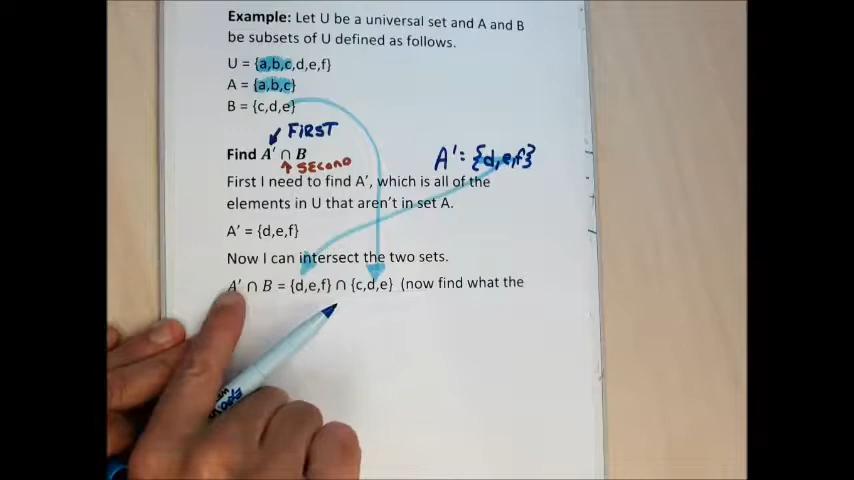 Example: Let U be a universal set and A and B
be subsets of U defined as follows.
U = {a,b,c,d,e,f}
A = {a,b,c}
B = {c,d,e}
FIRST
Find A' ∩ B
SECOND
A' = {d,e,f}
First I need to find A', which is all of the
elements in U that aren't in set A.
A' = {d,e,f}
Now I can intersect the two sets.
A' ∩ B = {d,e,f} ∩ {c,d,e} (now find what the
EXPO